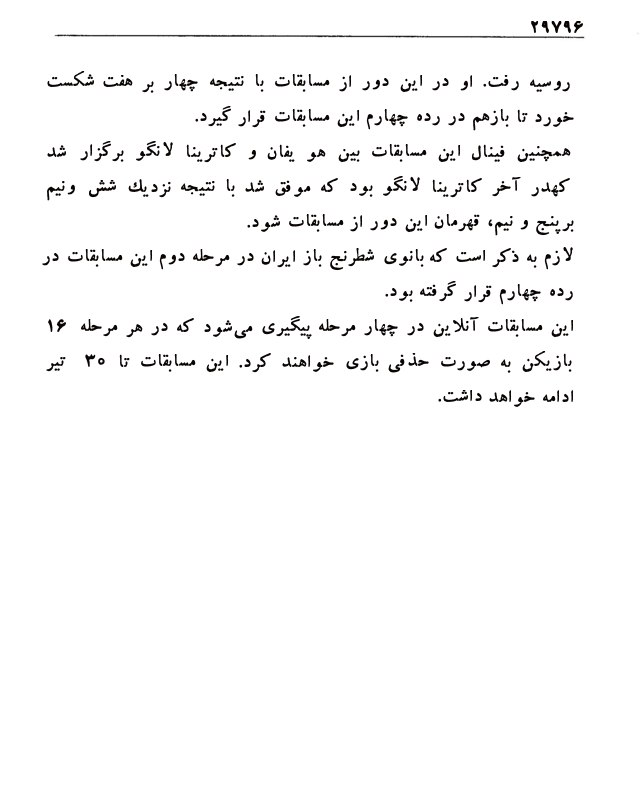 ۲۹۷۹۶
روسیه رفت. او در این دور از مسابقات با نتیجه چهار بر هفت شکست
خورد تا بازهم در رده چهارم این مسابقات قرار گیرد.
همچنین فینال این مسابقات بین هو یفان و کاترینا لانگو برگزار شد
کهدر آخر کاترینا لانگو بود که موفق شد با نتیجه نزدیك شش ونیم
برپنج و نیم، قهرمان این دور از مسابقات شود.
لازم به ذکر است که بانوی شطرنج باز ایران در مرحله دوم این مسابقات در
رده چهارم قرار گرفته بود.
این مسابقات آنلاین در چهار مرحله پیگیری می‌شود که در هر مرحله ۱۶
بازیکن به صورت حذفی بازی خواهند کرد. این مسابقات تا ۳۰ تیر
ادامه خواهد داشت.